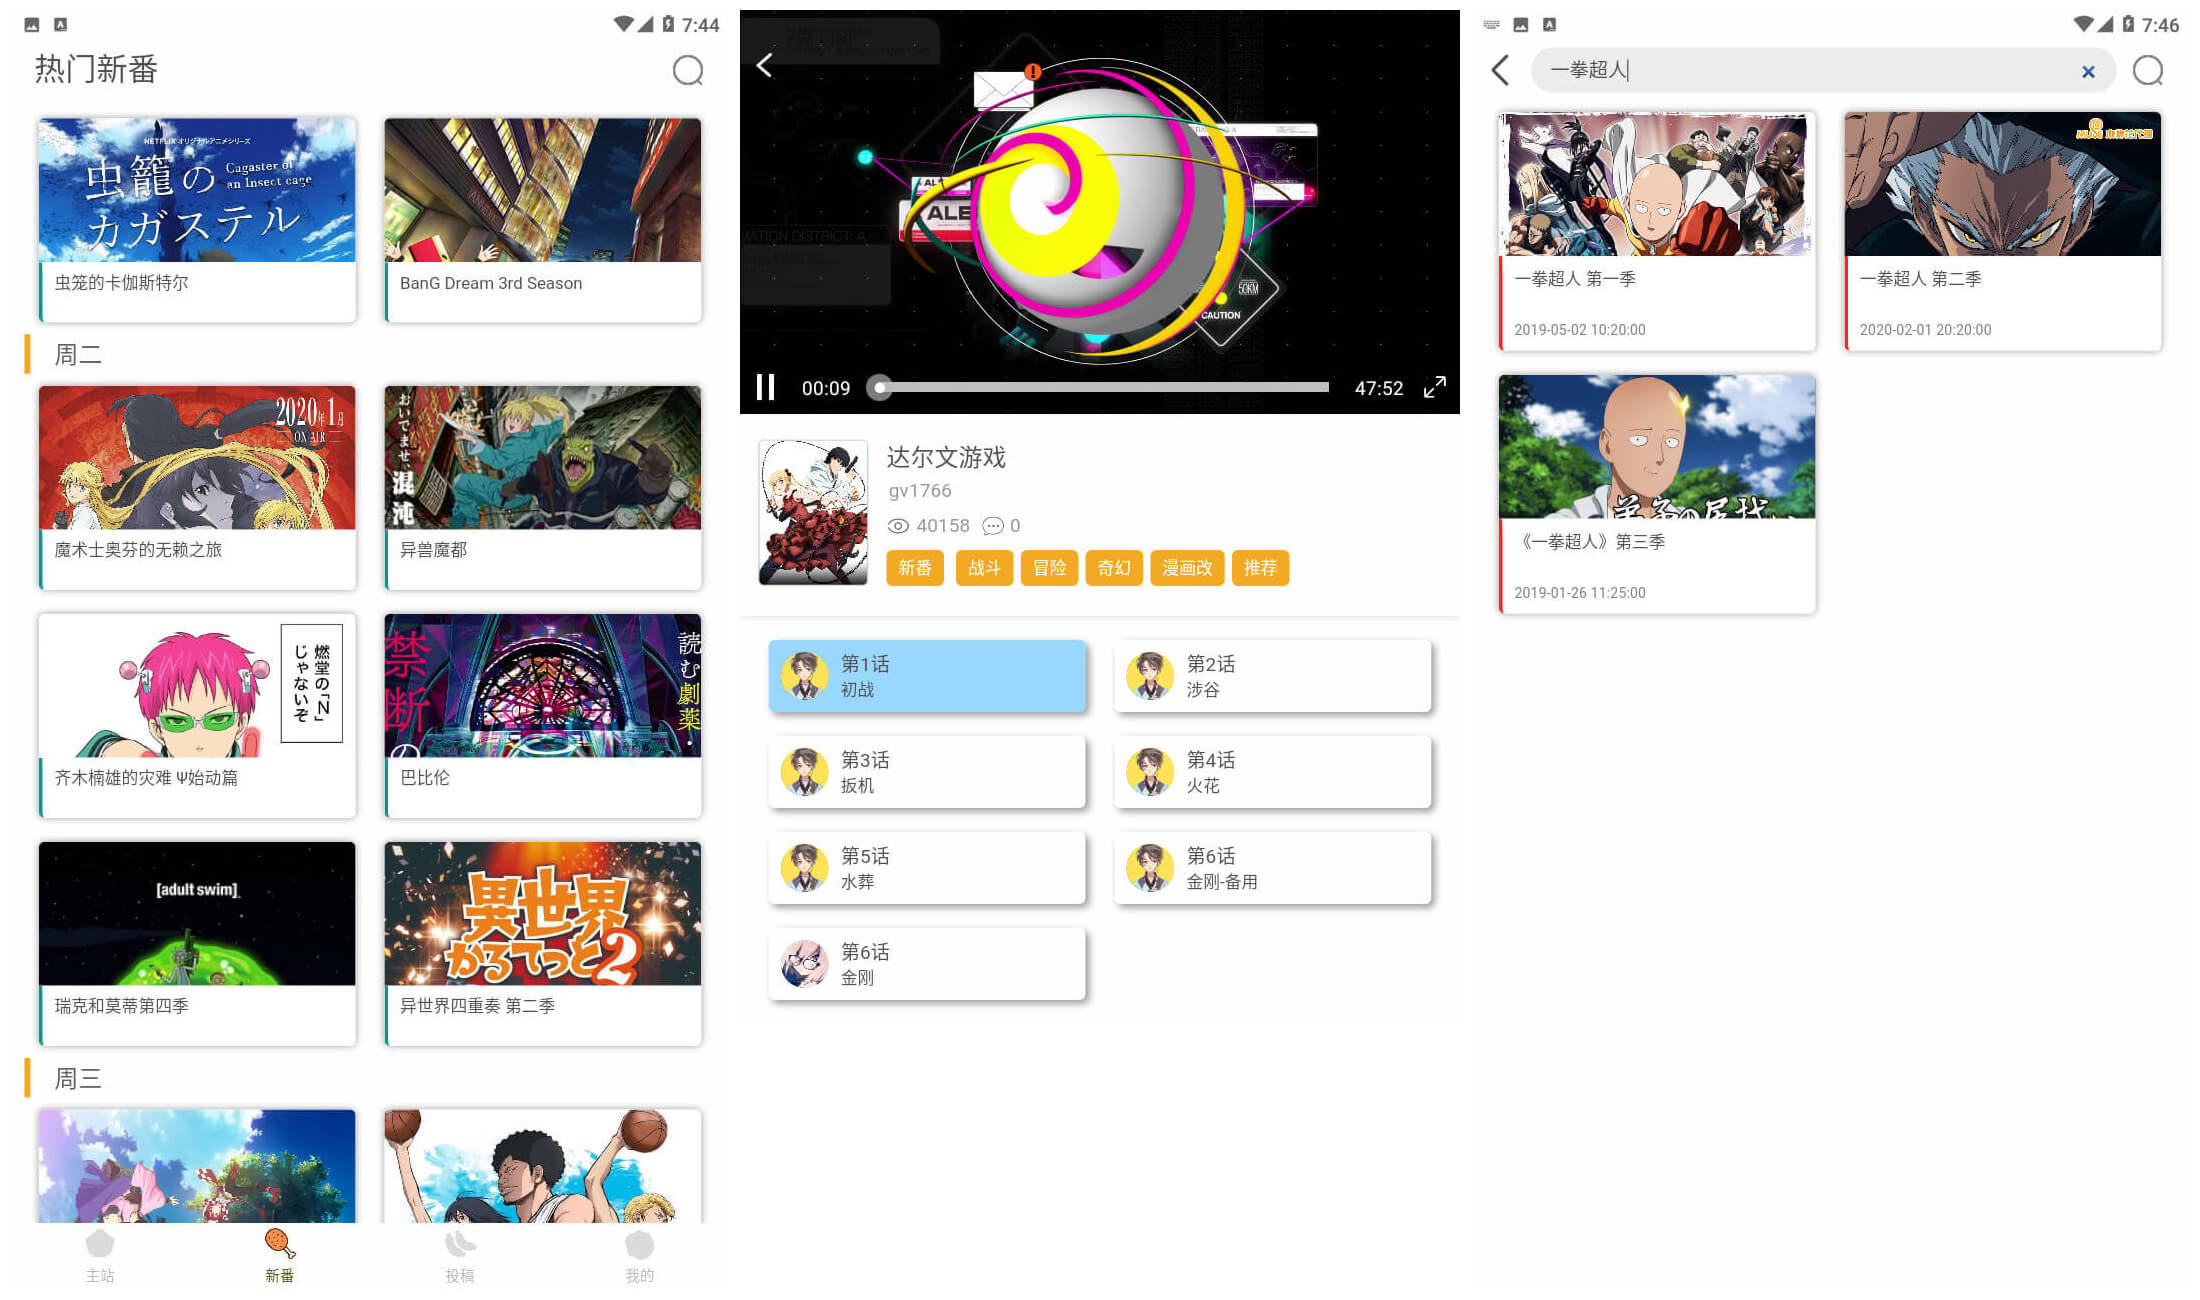 7:44
热门新番
NETFLIX オリジナルアニメシリーズ
虫籠の
カガステル
Cagaster of
an Insect cage
虫笼的卡伽斯特尔
BanG Dream 3rd Season
周二
2020年1月
ON AIR
魔术士奥芬的无赖之旅
おいでませ、
混沌
异兽魔都
燃堂の「N」
じゃないぞ
齐木楠雄的灾难 Ψ始动篇
禁断の
読む劇薬・
巴比伦
[adult swim]
瑞克和莫蒂第四季
異世界
かるてっと2
异世界四重奏 第二季
周三
主站
新番
投稿
我的
ALE
MATION DISTRICT A
50KM
CAUTION
00:09
47:52
达尔文游戏
gv1766
40158
0
新番
战斗
冒险
奇幻
漫画改
推荐
第1话
初战
第2话
涉谷
第3话
扳机
第4话
火花
第5话
水葬
第6话
金刚-备用
第6话
金刚
7:46
一拳超人
一拳超人 第一季
2019-05-02 10:20:00
一拳超人 第二季
2020-02-01 20:20:00
《一拳超人》第三季
2019-01-26 11:25:00